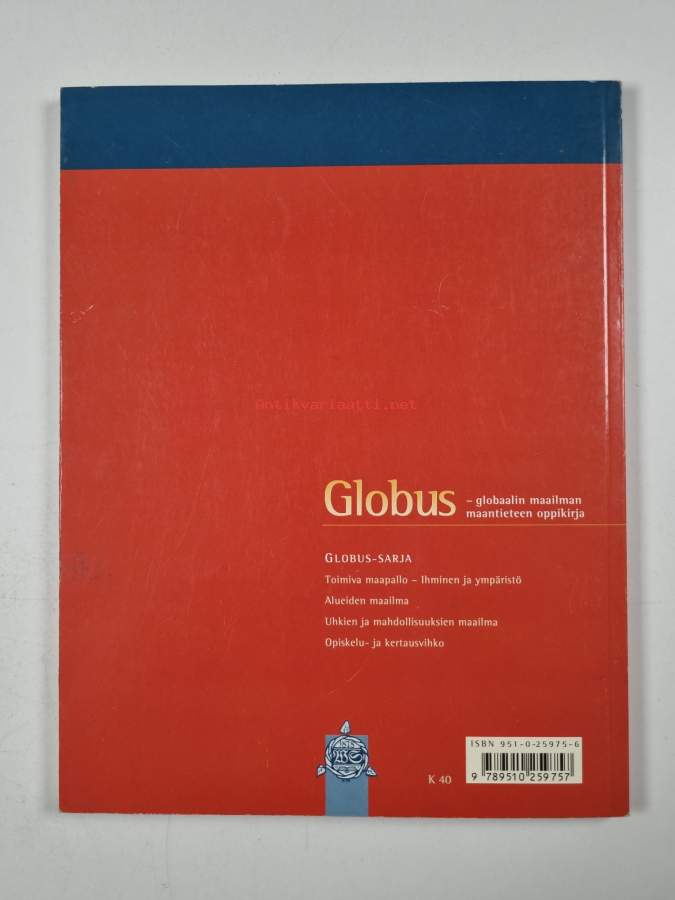 Antikvariaatti.net
Globus
– globaalin maailman
maantieteen oppikirja
GLOBUS-SARJA
Toimiva maapallo – Ihminen ja ympäristö
Alueiden maailma
Uhkien ja mahdollisuuksien maailma
Opiskelu- ja kertausvihko
WS
K 40
ISBN 951-0-25975-6
9 789510 259757